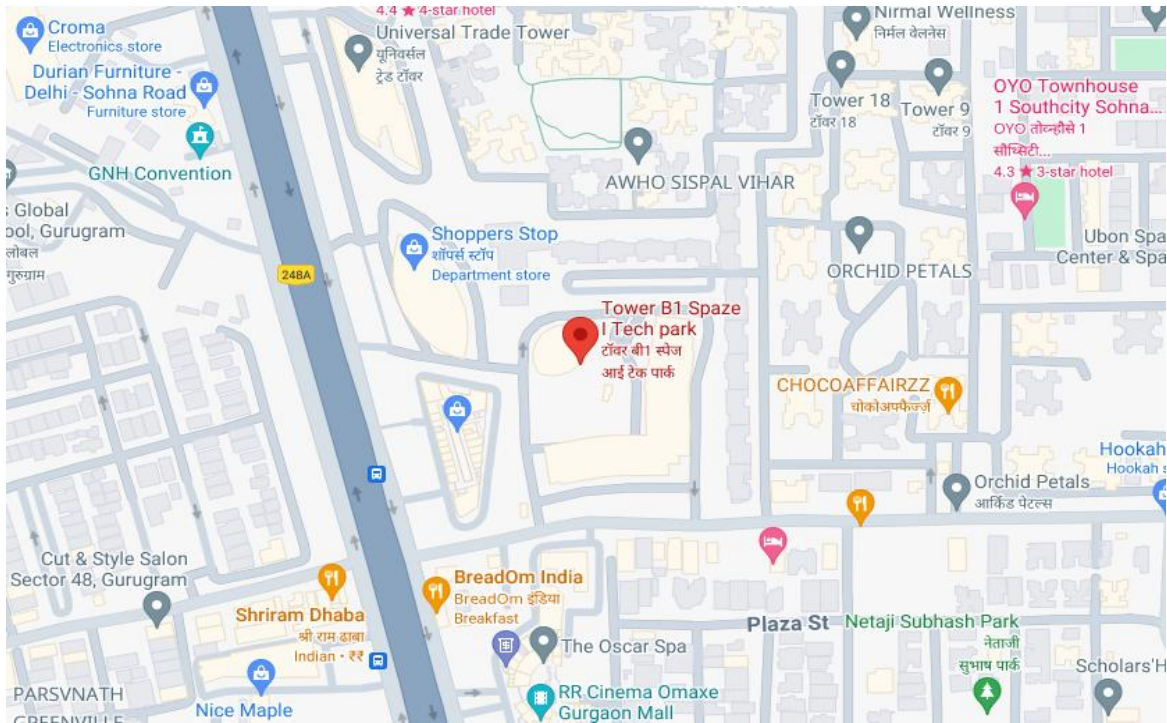 Croma
Electronics store
Durian Furniture -
Delhi - Sohna Road
Furniture store
GNH Convention
4.4 ★ 4-star hotel
Universal Trade Tower
यूनिवर्सल
ट्रेड टॉवर
Nirmal Wellness
निर्मल वेलनेस
Tower 18
टॉवर 18
Tower 9
टॉवर 9
OYO Townhouse
1 Southcity Sohna...
OYO तोव्न्हौसे 1
सौथ्सिटी...
4.3 ★ 3-star hotel
AWHO SISPAL VIHAR
s Global
ool, Gurugram
लोबल
गुरुग्राम
248A
Shoppers Stop
शॉपर्स स्टॉप
Department store
ORCHID PETALS
Ubon Spa
Center & Spa
Tower B1 Spaze
I Tech park
टॉवर बी1 स्पेज
आई टेक पार्क
CHOCOAFFAIRZZ
चोकोअफ्फैर्ज़्ज़
Hookah
Hookah s
Orchid Petals
आर्किड पेटल्स
Cut & Style Salon
Sector 48, Gurugram
Shriram Dhaba
श्री राम ढाबा
Indian · ₹₹
BreadOm India
BreadOm इंडिया
Breakfast
The Oscar Spa
Plaza St
Netaji Subhash Park
नेताजी
सुभाष पार्क
Scholars'H
PARSVNATH
GREENVILLE
Nice Maple
RR Cinema Omaxe
Gurgaon Mall